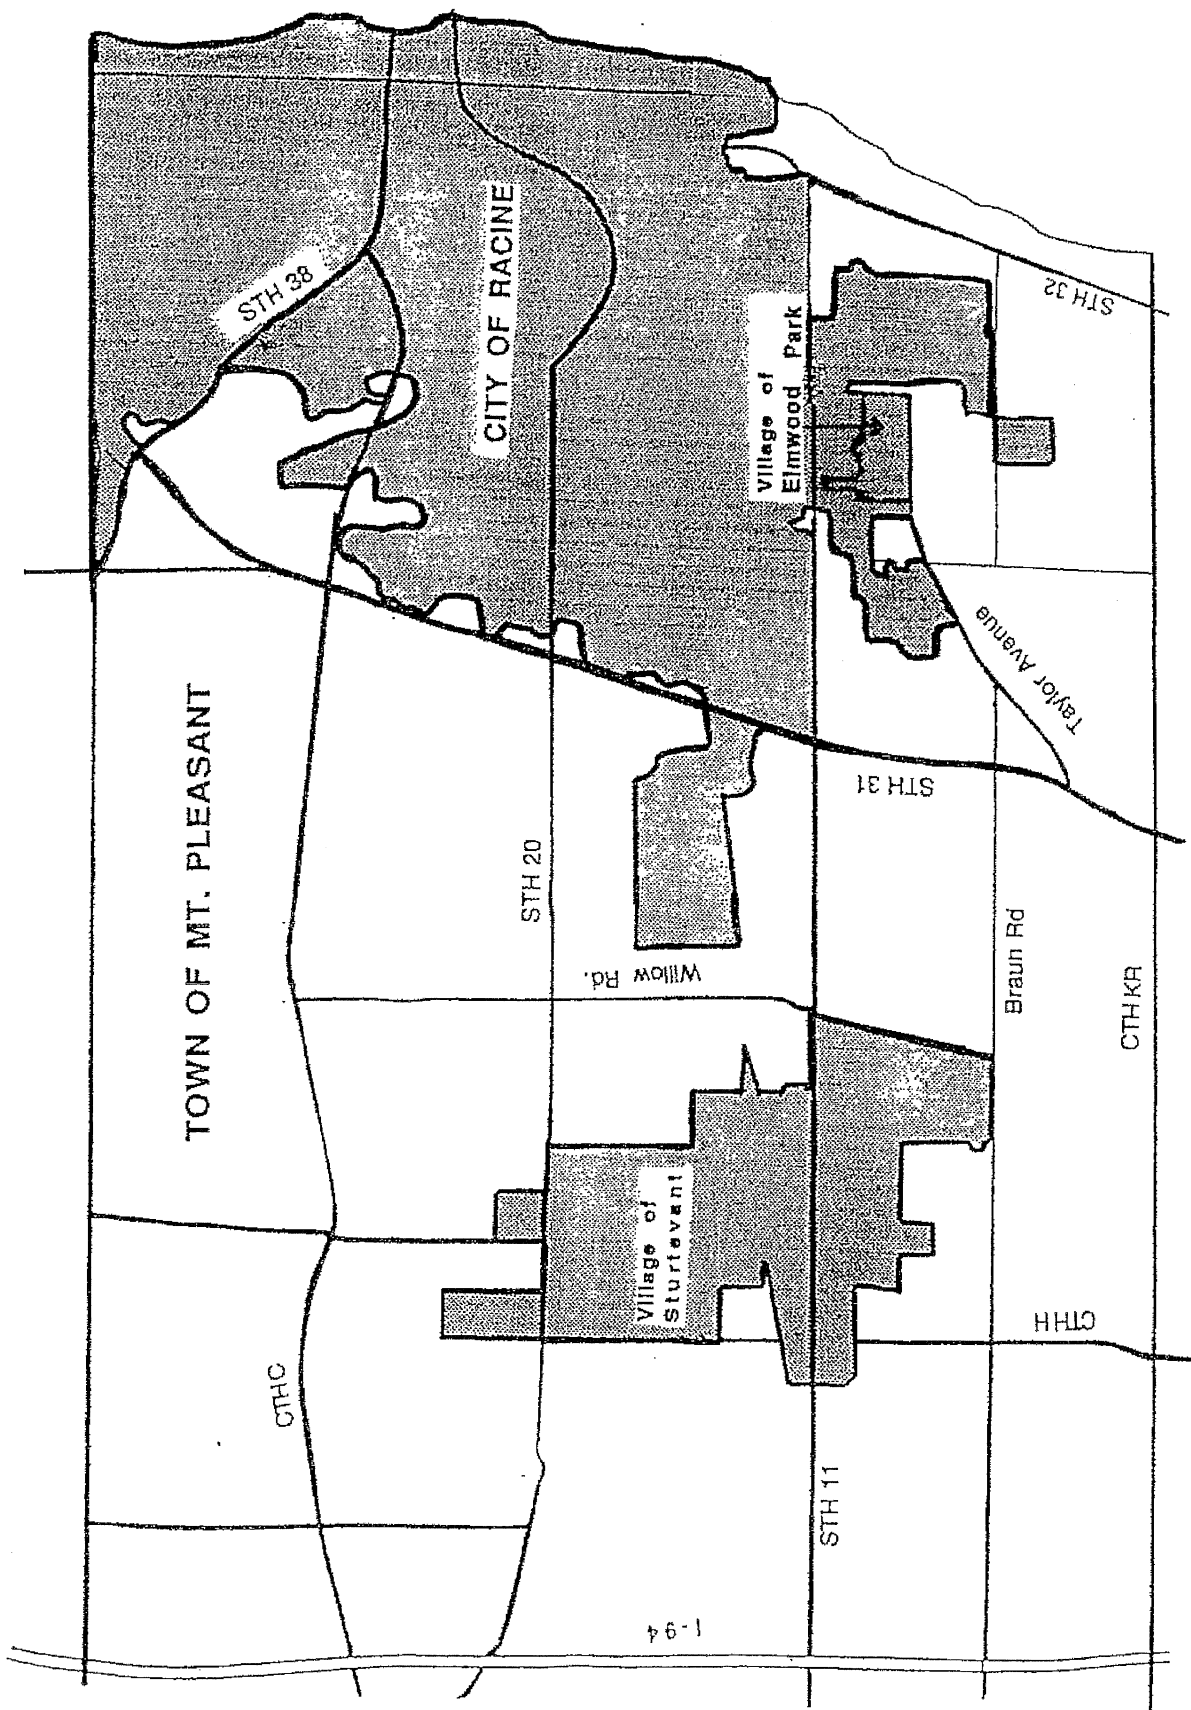 TOWN OF MT. PLEASANT
CITY OF RACINE
STH 38
Village of
Elmwood Park
STH 32
Taylor Avenue
STH 31
STH 20
Willow Rd.
Braun Rd
CTH KR
Village of
Sturtevant
CTH H
CTH C
STH 11
I-94